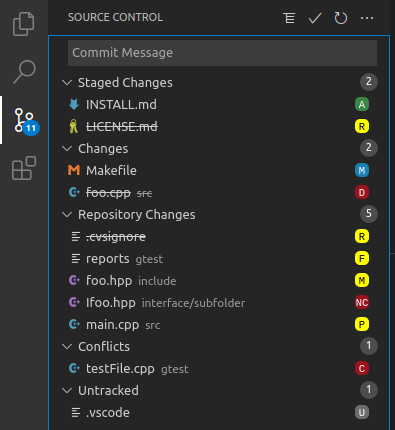 SOURCE CONTROL
Commit Message
Staged Changes 2
INSTALL.md A
LICENSE.md R
Changes 2
Makefile M
foo.cpp src D
Repository Changes 5
.cvsignore R
reports gtest F
foo.hpp include M
Ifoo.hpp interface/subfolder NC
main.cpp src P
Conflicts 1
testFile.cpp gtest C
Untracked 1
.vscode U
11